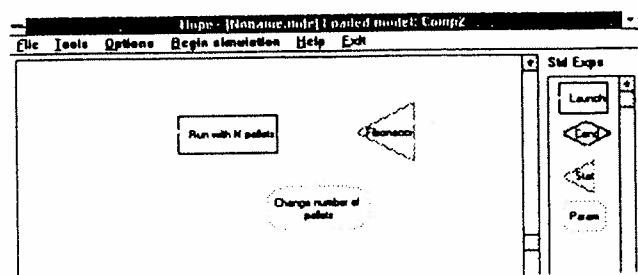 Hope - [Noname.mdr] Loaded model: Comp2
File Tools Options Begin simulation Help Exit
Std Exps
Launch
Run with N pallets
Fibonacci
Cond
Stat
Change number of
pallets
Param